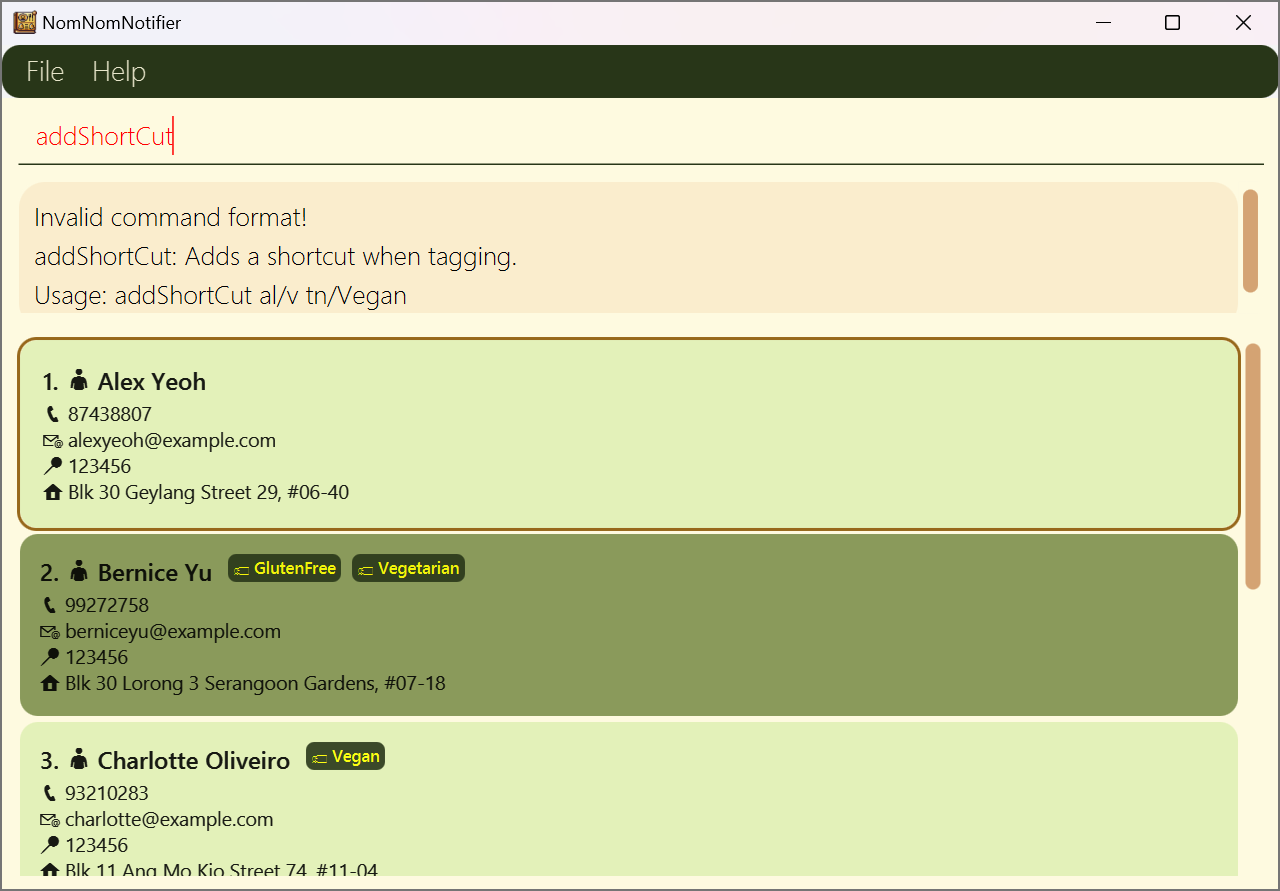 NomNomNotifier
File Help
addShortCut
Invalid command format!
addShortCut: Adds a shortcut when tagging.
Usage: addShortCut al/v tn/Vegan
1. Alex Yeoh
87438807
alexyeoh@example.com
123456
Blk 30 Geylang Street 29, #06-40
2. Bernice Yu GlutenFree Vegetarian
99272758
berniceyu@example.com
123456
Blk 30 Lorong 3 Serangoon Gardens, #07-18
3. Charlotte Oliveiro Vegan
93210283
charlotte@example.com
123456
Blk 11 Ang Mo Kio Street 74, #11-04